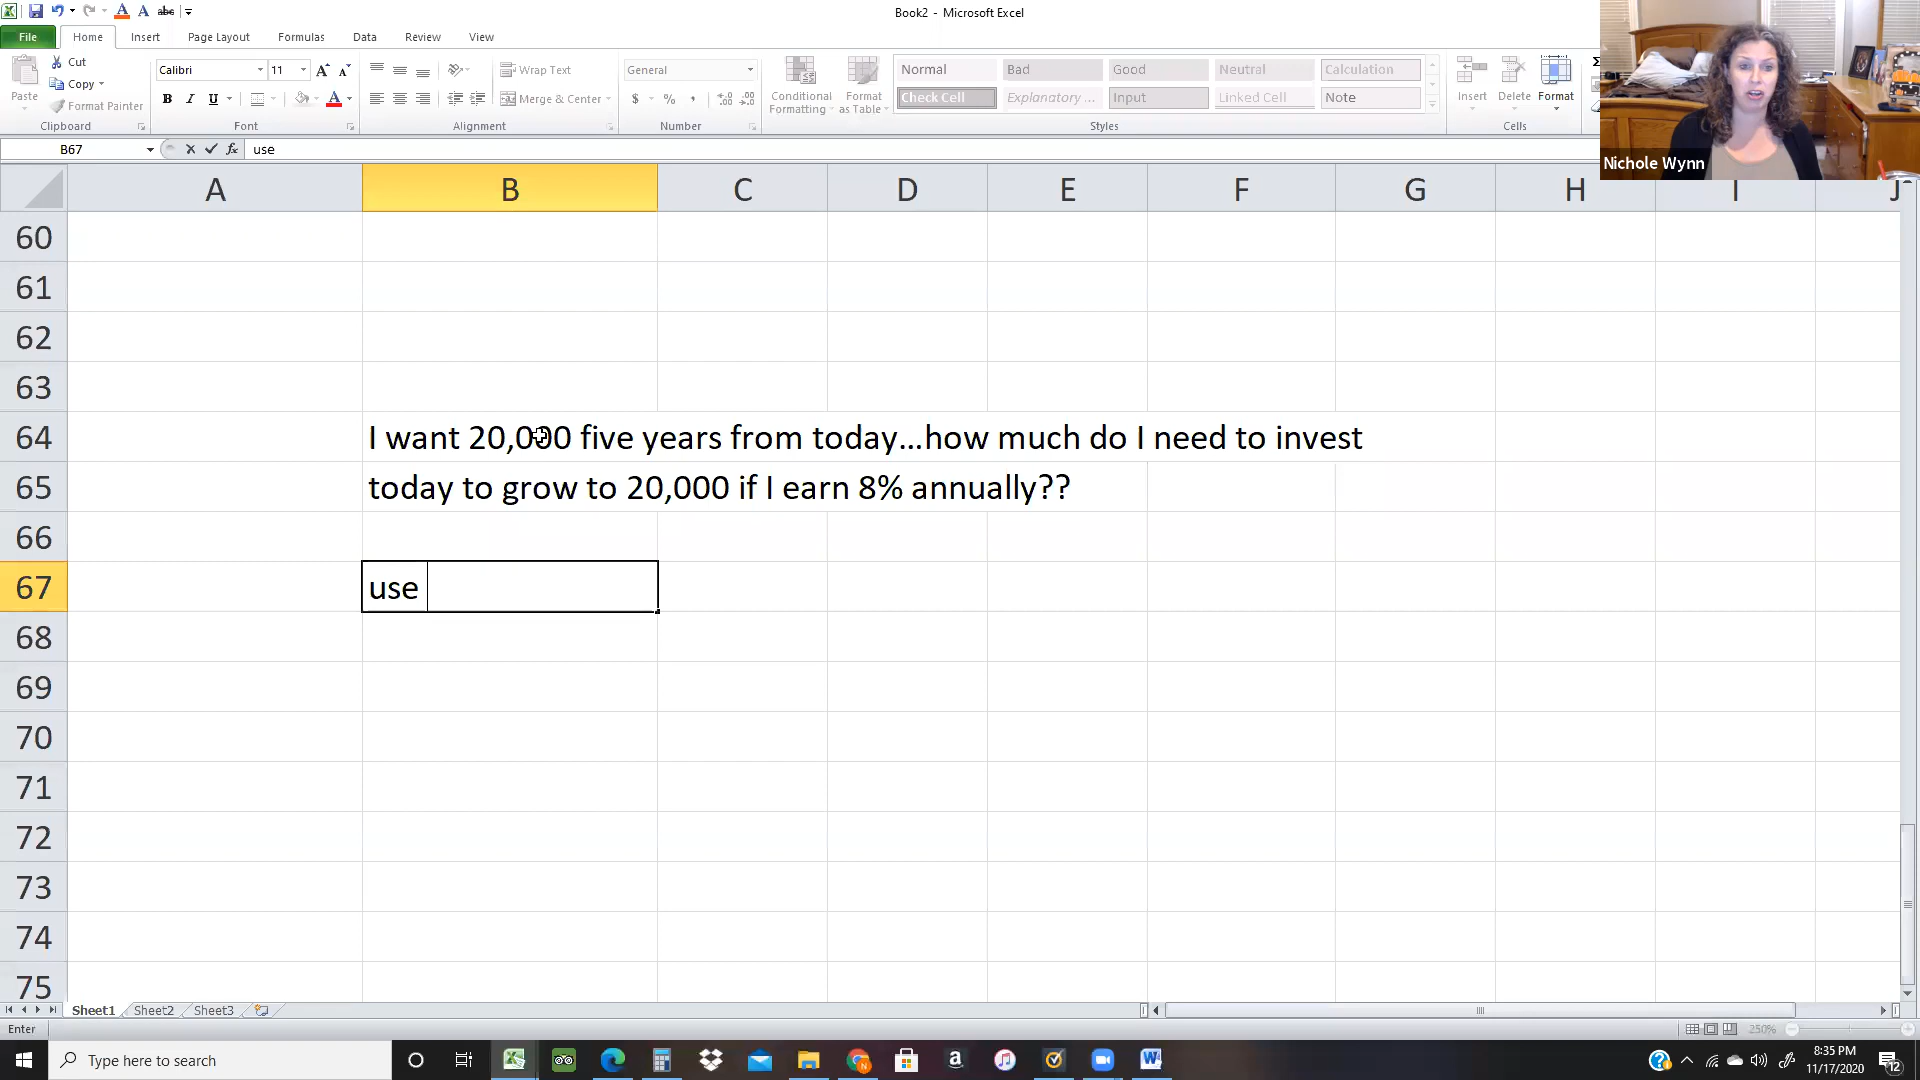 Book2 - Microsoft Excel
File Home Insert Page Layout Formulas Data Review View
Cut
Copy
Format Painter
Paste
Calibri 11
Wrap Text
Merge & Center
General
Conditional Formatting
Format as Table
Normal Bad Good Neutral Calculation
Check Cell Explanatory ... Input Linked Cell Note
Insert Delete Format
Clipboard Font Alignment Number Styles Cells
Nichole Wynn
B67 use
A B C D E F G H I J
60
61
62
63
64 I want 20,000 five years from today...how much do I need to invest
65 today to grow to 20,000 if I earn 8% annually??
66
67 use
68
69
70
71
72
73
74
75
Sheet1 Sheet2 Sheet3
Enter 250%
Type here to search
8:35 PM
11/17/2020
12